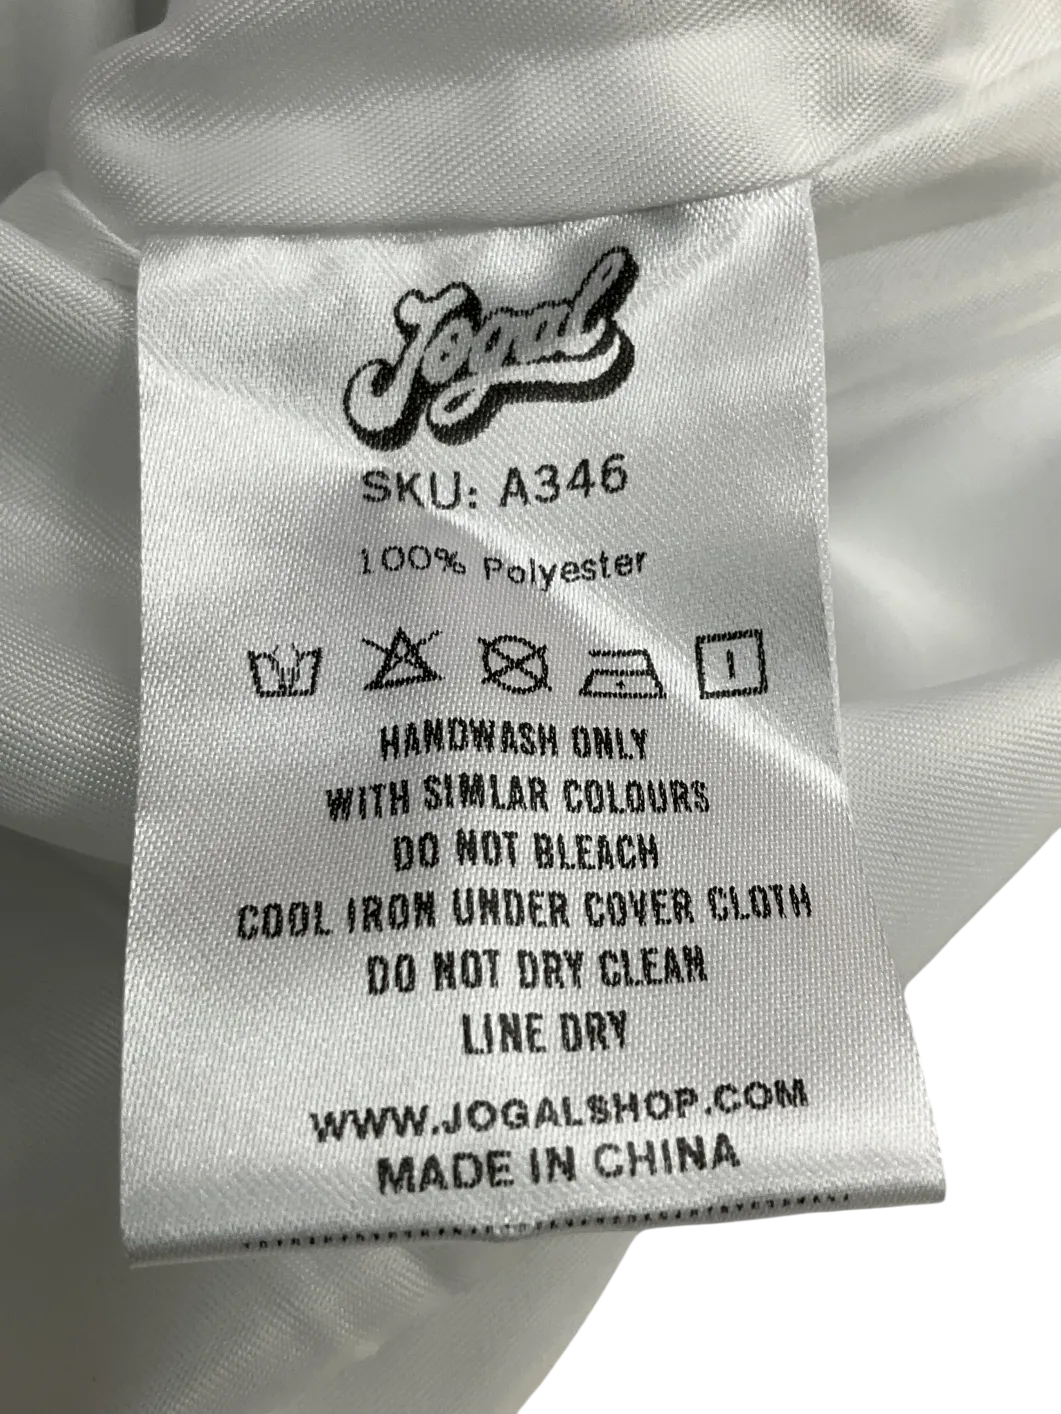 Jogal
SKU: A346
100% Polyester
HANDWASH ONLY
WITH SIMLAR COLOURS
DO NOT BLEACH
COOL IRON UNDER COVER CLOTH
DO NOT DRY CLEAN
LINE DRY
WWW.JOGALSHOP.COM
MADE IN CHINA